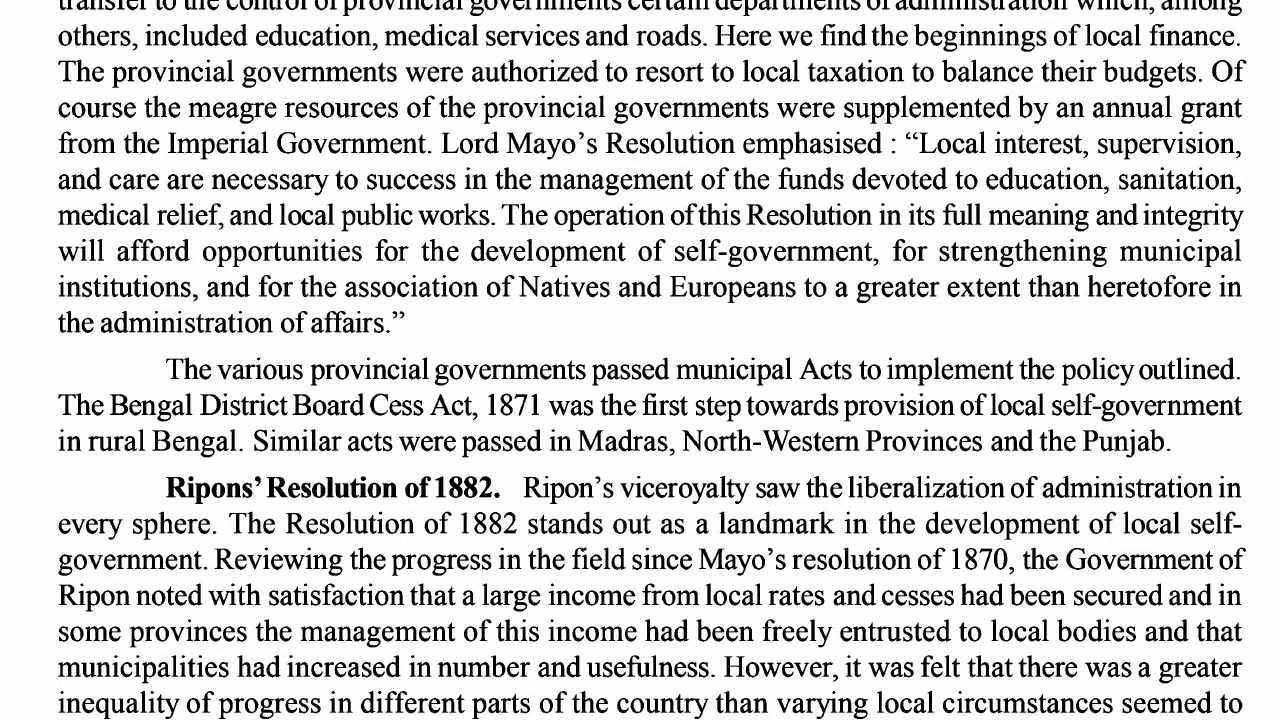 transfer to the control of provincial governments certain departments of administration which, among
others, included education, medical services and roads. Here we find the beginnings of local finance.
The provincial governments were authorized to resort to local taxation to balance their budgets. Of
course the meagre resources of the provincial governments were supplemented by an annual grant
from the Imperial Government. Lord Mayo’s Resolution emphasised : “Local interest, supervision,
and care are necessary to success in the management of the funds devoted to education, sanitation,
medical relief, and local public works. The operation of this Resolution in its full meaning and integrity
will afford opportunities for the development of self-government, for strengthening municipal
institutions, and for the association of Natives and Europeans to a greater extent than heretofore in
the administration of affairs.”
The various provincial governments passed municipal Acts to implement the policy outlined.
The Bengal District Board Cess Act, 1871 was the first step towards provision of local self-government
in rural Bengal. Similar acts were passed in Madras, North-Western Provinces and the Punjab.
Ripons’ Resolution of 1882. Ripon’s viceroyalty saw the liberalization of administration in
every sphere. The Resolution of 1882 stands out as a landmark in the development of local self-
government. Reviewing the progress in the field since Mayo’s resolution of 1870, the Government of
Ripon noted with satisfaction that a large income from local rates and cesses had been secured and in
some provinces the management of this income had been freely entrusted to local bodies and that
municipalities had increased in number and usefulness. However, it was felt that there was a greater
inequality of progress in different parts of the country than varying local circumstances seemed to